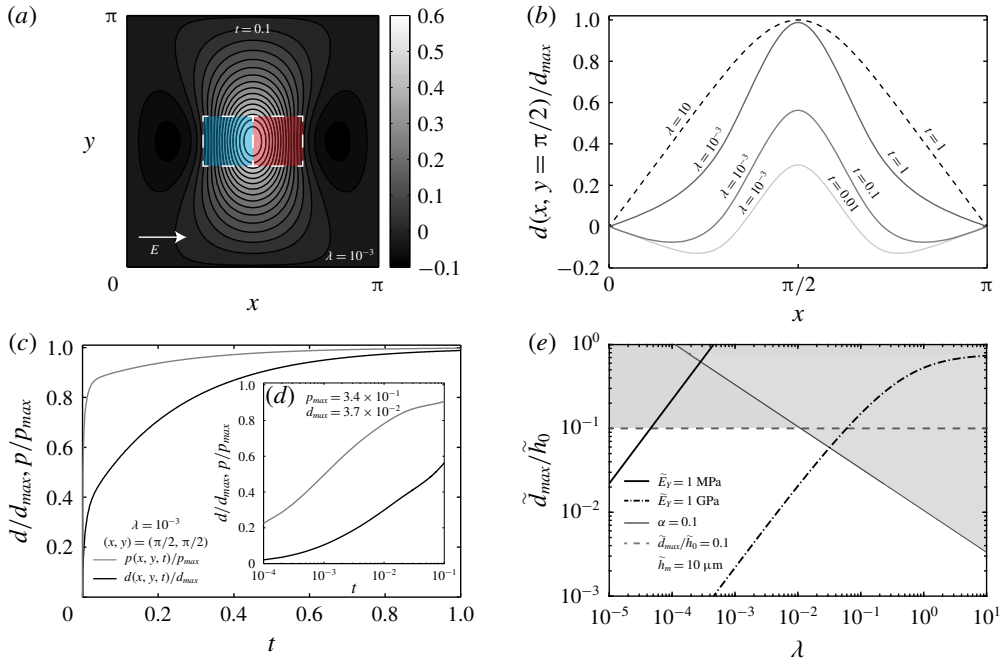 (a)
π
y
0
x
π
t = 0.1
E
λ = 10⁻³
0.6
0.5
0.4
0.3
0.2
0.1
0
−0.1
(b)
d(x, y = π/2)/d_max
1.0
0.8
0.6
0.4
0.2
0
−0.2
0
π/2
π
x
λ = 10
λ = 10⁻³
λ = 10⁻³
λ = 10⁻³
t = 1
t = 1
t = 0.1
t = 0.01
(c)
d/d_max, p/p_max
1.0
0.8
0.6
0.4
0.2
0
0.2
0.4
0.6
0.8
1.0
t
λ = 10⁻³
(x, y) = (π/2, π/2)
p(x, y, t)/p_max
d(x, y, t)/d_max
(d)
p_max = 3.4 × 10⁻¹
d_max = 3.7 × 10⁻²
d/d_max, p/p_max
1.0
0.8
0.6
0.4
0.2
0
10⁻⁴
10⁻³
10⁻²
10⁻¹
t
(e)
d̃_max/h̃₀
10⁰
10⁻¹
10⁻²
10⁻³
10⁻⁵
10⁻⁴
10⁻³
10⁻²
10⁻¹
10⁰
10¹
λ
Ẽ_Y = 1 MPa
Ẽ_Y = 1 GPa
α = 0.1
d̃_max/h̃₀ = 0.1
h̃_m = 10 μm